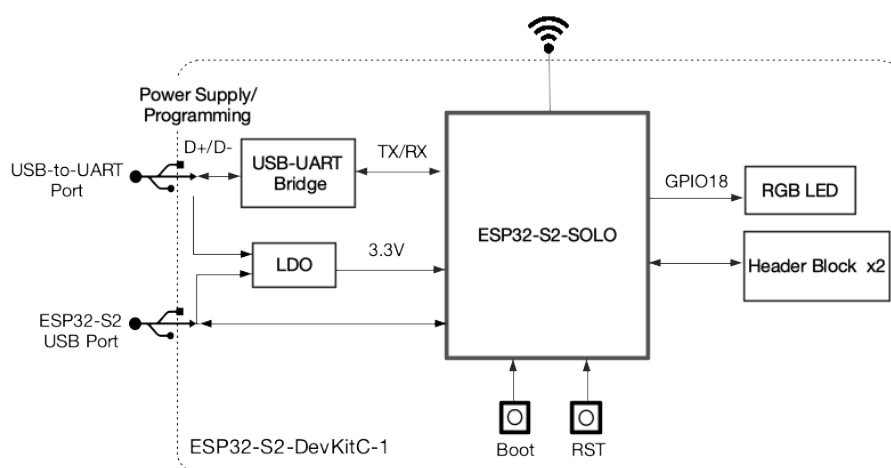 Power Supply/
Programming
D+/D-
USB-to-UART
Port
USB-UART
Bridge
TX/RX
GPIO18
RGB LED
ESP32-S2-SOLO
LDO
3.3V
Header Block x2
ESP32-S2
USB Port
Boot
RST
ESP32-S2-DevKitC-1